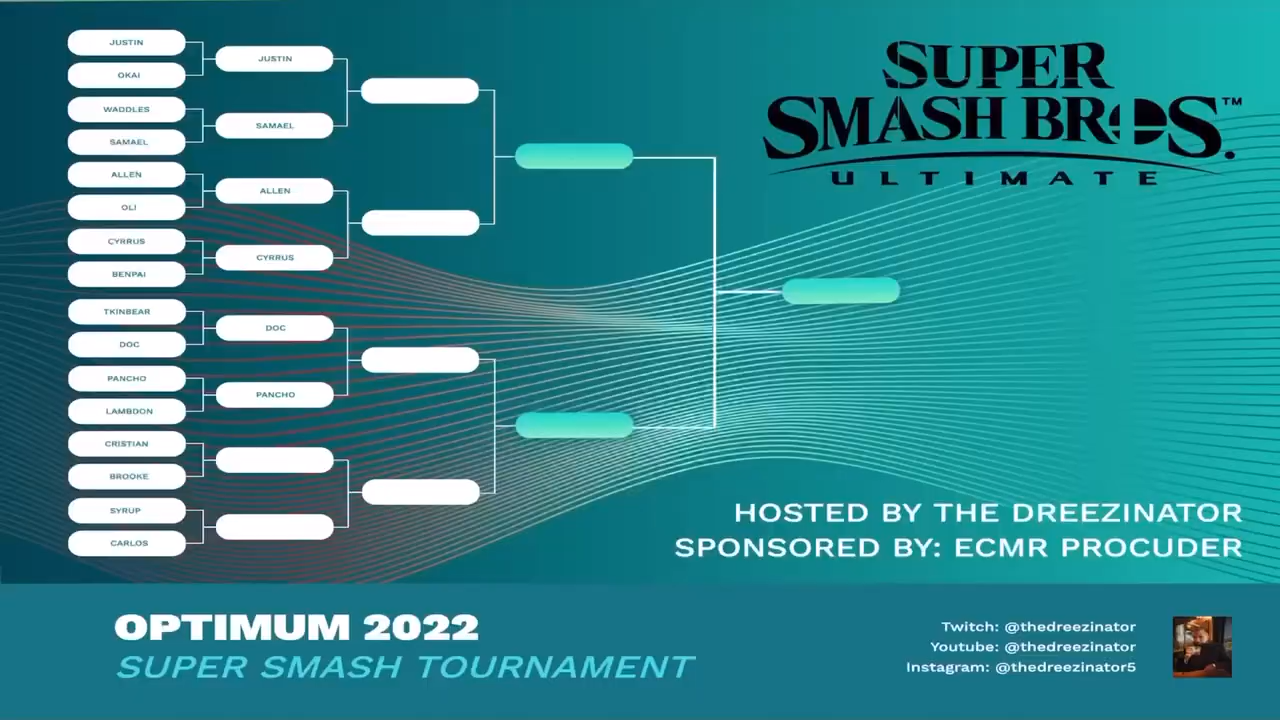 JUSTIN
OKAI
WADDLES
SAMAEL
ALLEN
OLI
CYRRUS
BENPAI
TKINBEAR
DOC
PANCHO
LAMBDON
CRISTIAN
BROOKE
SYRUP
CARLOS
JUSTIN
SAMAEL
ALLEN
CYRRUS
DOC
PANCHO
SUPER
SMASH BROS.™
ULTIMATE
HOSTED BY THE DREEZINATOR
SPONSORED BY: ECMR PROCUDER
OPTIMUM 2022
SUPER SMASH TOURNAMENT
Twitch: @thedreezinator
Youtube: @thedreezinator
Instagram: @thedreezinator5